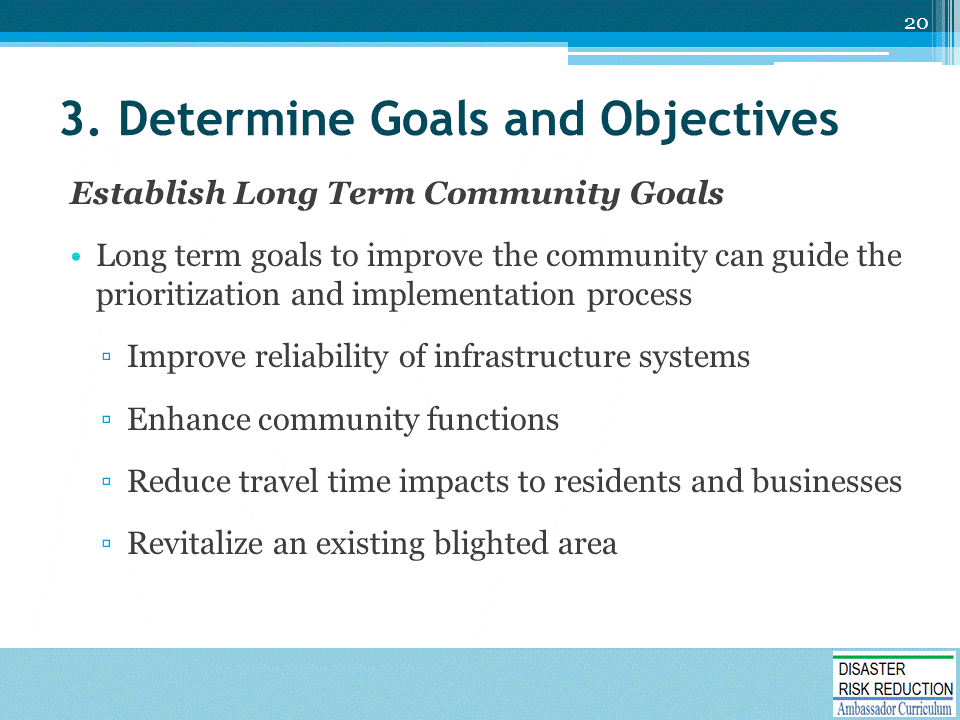 20
3. Determine Goals and Objectives
Establish Long Term Community Goals
• Long term goals to improve the community can guide the
prioritization and implementation process
▫ Improve reliability of infrastructure systems
▫ Enhance community functions
▫ Reduce travel time impacts to residents and businesses
▫ Revitalize an existing blighted area
DISASTER
RISK REDUCTION
Ambassador Curriculum